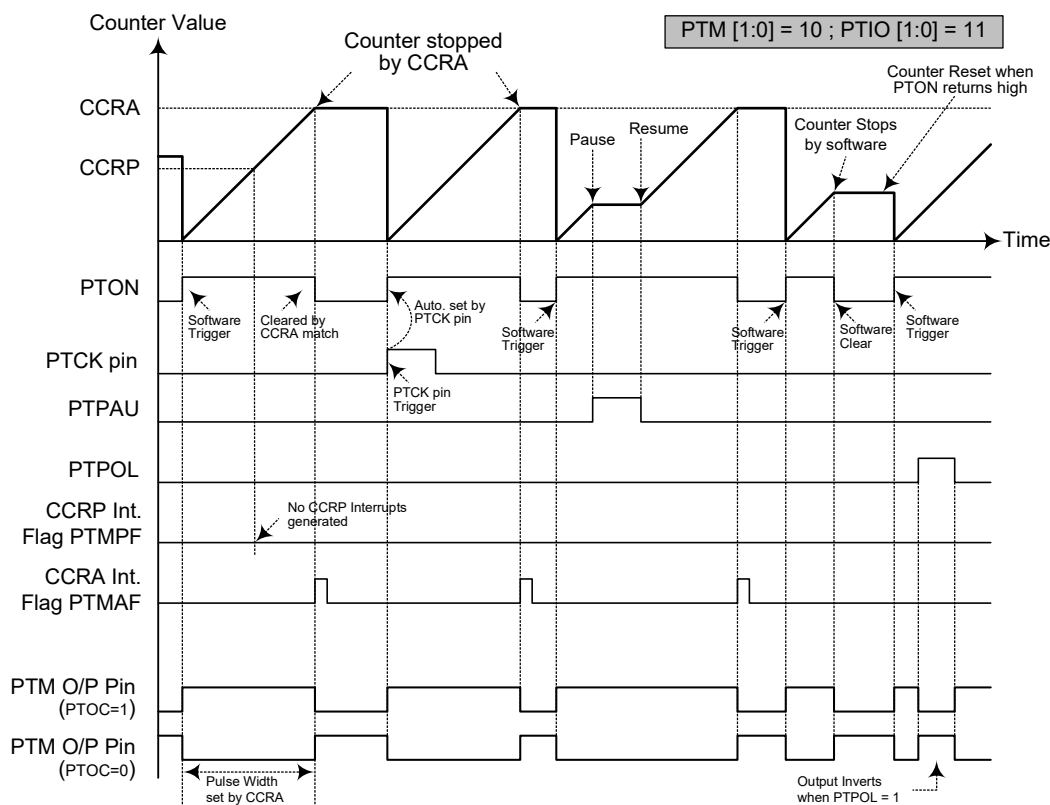 Counter Value
PTM [1:0] = 10 ; PTIO [1:0] = 11
Counter stopped
by CCRA
Counter Reset when
PTON returns high
CCRA
Pause
Resume
Counter Stops
by software
CCRP
Time
PTON
Software
Trigger
Cleared by
CCRA match
Auto. set by
PTCK pin
Software
Trigger
Software
Trigger
Software
Clear
Software
Trigger
PTCK pin
PTCK pin
Trigger
PTPAU
PTPOL
CCRP Int.
Flag PTMPF
No CCRP Interrupts
generated
CCRA Int.
Flag PTMAF
PTM O/P Pin
(PTOC=1)
PTM O/P Pin
(PTOC=0)
Pulse Width
set by CCRA
Output Inverts
when PTPOL = 1